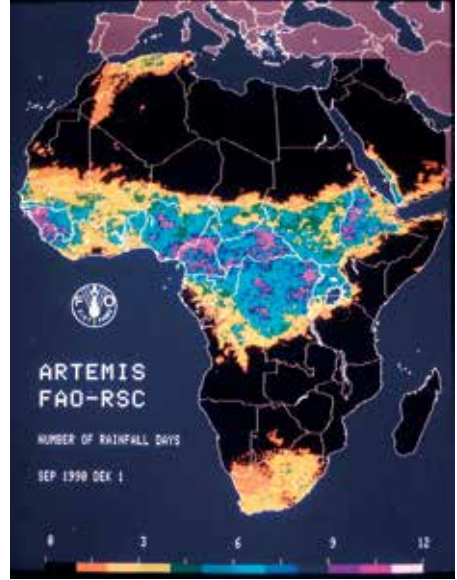 ARTEMIS
FAO-RSC
NUMBER OF RAINFALL DAYS
SEP 1990 DEK 1
0 3 6 9 12